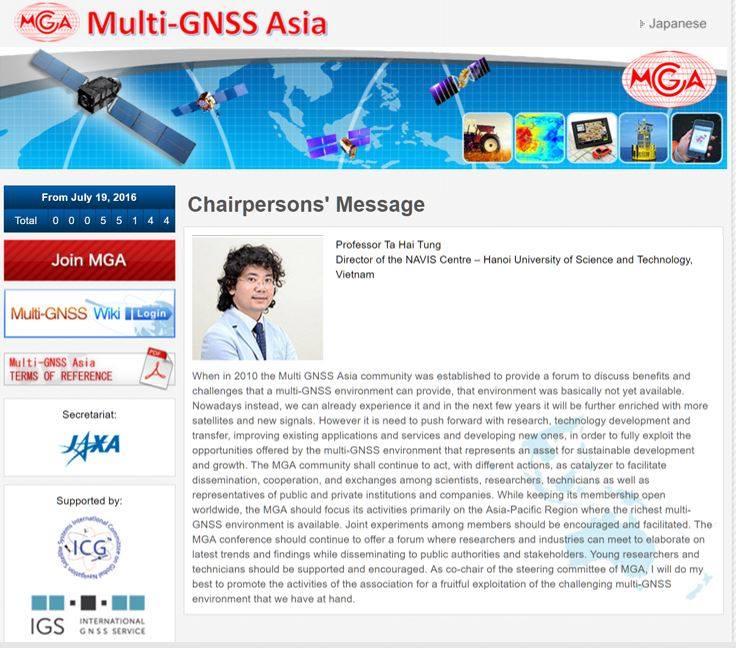 MGA
Multi-GNSS Asia
Japanese
MGA
From July 19, 2016
Total 0 0 0 5 5 1 4 4
Join MGA
Multi-GNSS Wiki Login
Multi-GNSS Asia
TERMS OF REFERENCE
PDF
Secretariat:
JAXA
Supported by:
International Committee on Global Navigation Satellite Systems
ICG
IGS INTERNATIONAL
GNSS SERVICE
Chairpersons' Message
Professor Ta Hai Tung
Director of the NAVIS Centre – Hanoi University of Science and Technology,
Vietnam
When in 2010 the Multi GNSS Asia community was established to provide a forum to discuss benefits and
challenges that a multi-GNSS environment can provide, that environment was basically not yet available.
Nowadays instead, we can already experience it and in the next few years it will be further enriched with more
satellites and new signals. However it is need to push forward with research, technology development and
transfer, improving existing applications and services and developing new ones, in order to fully exploit the
opportunities offered by the multi-GNSS environment that represents an asset for sustainable development
and growth. The MGA community shall continue to act, with different actions, as catalyzer to facilitate
dissemination, cooperation, and exchanges among scientists, researchers, technicians as well as
representatives of public and private institutions and companies. While keeping its membership open
worldwide, the MGA should focus its activities primarily on the Asia-Pacific Region where the richest multi-
GNSS environment is available. Joint experiments among members should be encouraged and facilitated. The
MGA conference should continue to offer a forum where researchers and industries can meet to elaborate on
latest trends and findings while disseminating to public authorities and stakeholders. Young researchers and
technicians should be supported and encouraged. As co-chair of the steering committee of MGA, I will do my
best to promote the activities of the association for a fruitful exploitation of the challenging multi-GNSS
environment that we have at hand.